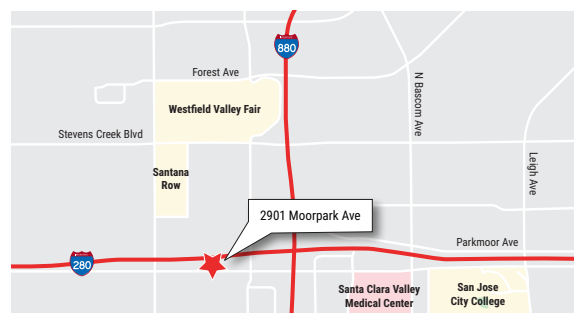 880
Forest Ave
Westfield Valley Fair
N Bascom Ave
Stevens Creek Blvd
Leigh Ave
Santana
Row
2901 Moorpark Ave
Parkmoor Ave
280
Santa Clara Valley
Medical Center
San Jose
City College